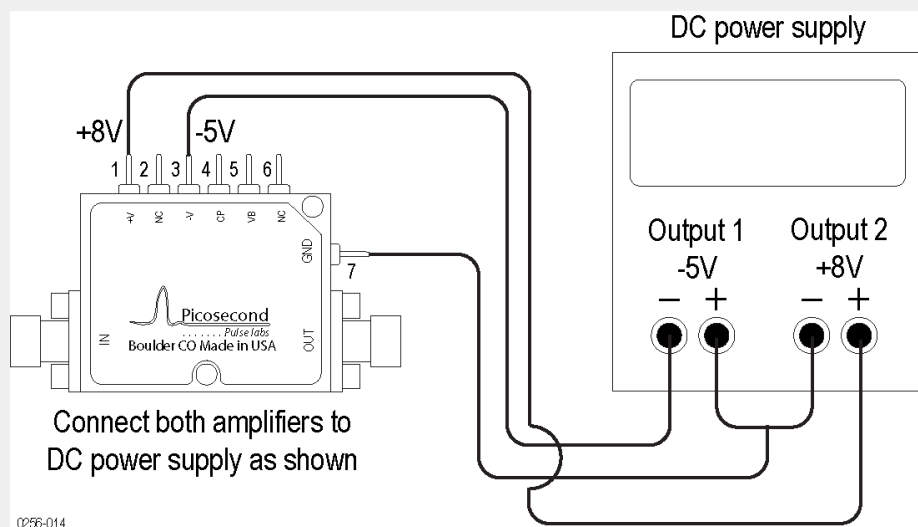 DC power supply
+8V
-5V
1 2 3 4 5 6
+V NC -V CP VB NC
GND
7
Output 1
-5V
− +
Output 2
+8V
− +
IN
Picosecond
.......Pulse labs
Boulder CO Made in USA
OUT
Connect both amplifiers to
DC power supply as shown
0256-014